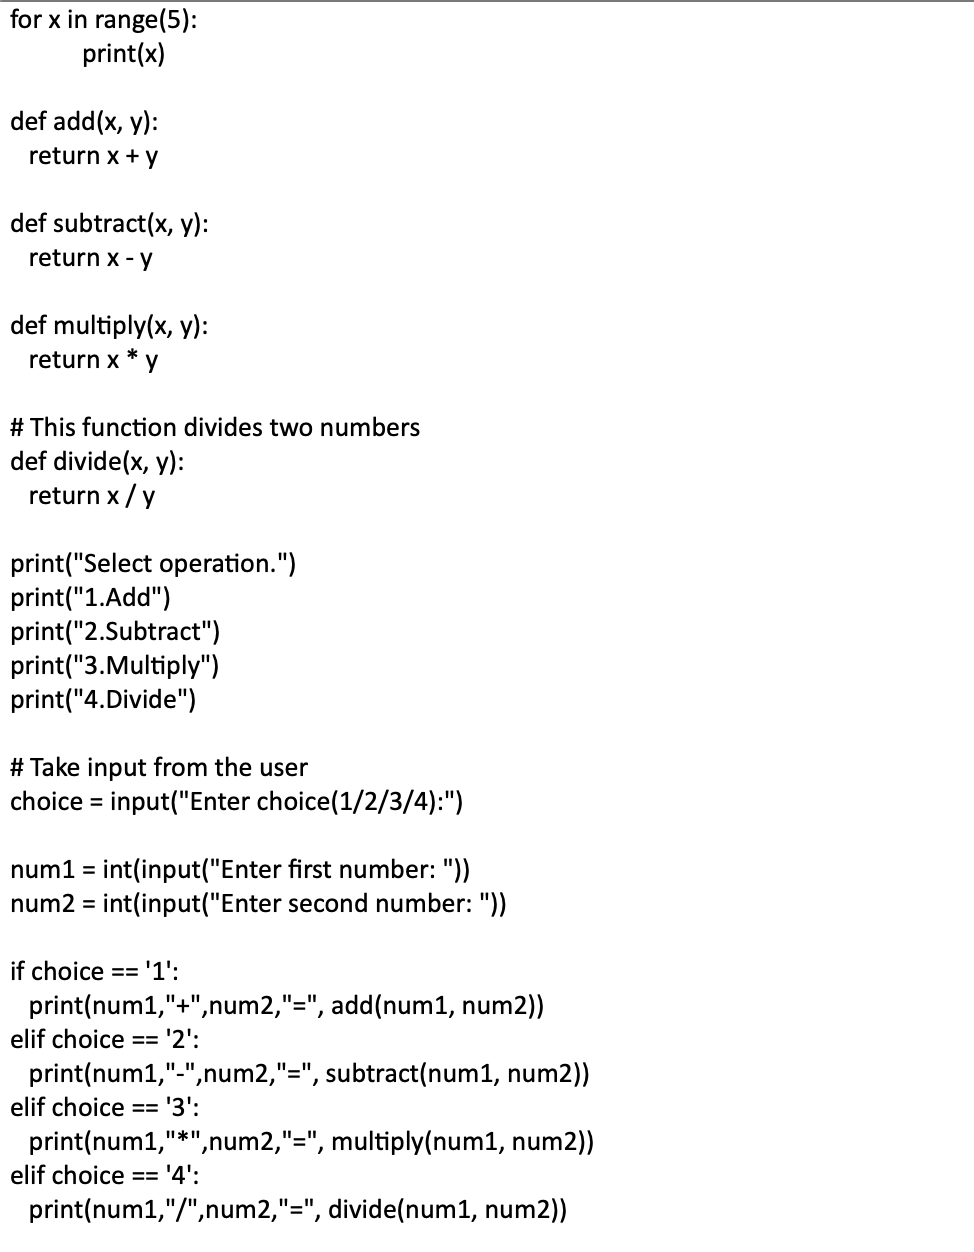 for x in range(5):
        print(x)

def add(x, y):
  return x + y

def subtract(x, y):
  return x - y

def multiply(x, y):
  return x * y

# This function divides two numbers
def divide(x, y):
  return x / y

print("Select operation.")
print("1.Add")
print("2.Subtract")
print("3.Multiply")
print("4.Divide")

# Take input from the user
choice = input("Enter choice(1/2/3/4):")

num1 = int(input("Enter first number: "))
num2 = int(input("Enter second number: "))

if choice == '1':
  print(num1,"+",num2,"=", add(num1, num2))
elif choice == '2':
  print(num1,"-",num2,"=", subtract(num1, num2))
elif choice == '3':
  print(num1,"*",num2,"=", multiply(num1, num2))
elif choice == '4':
  print(num1,"/",num2,"=", divide(num1, num2))